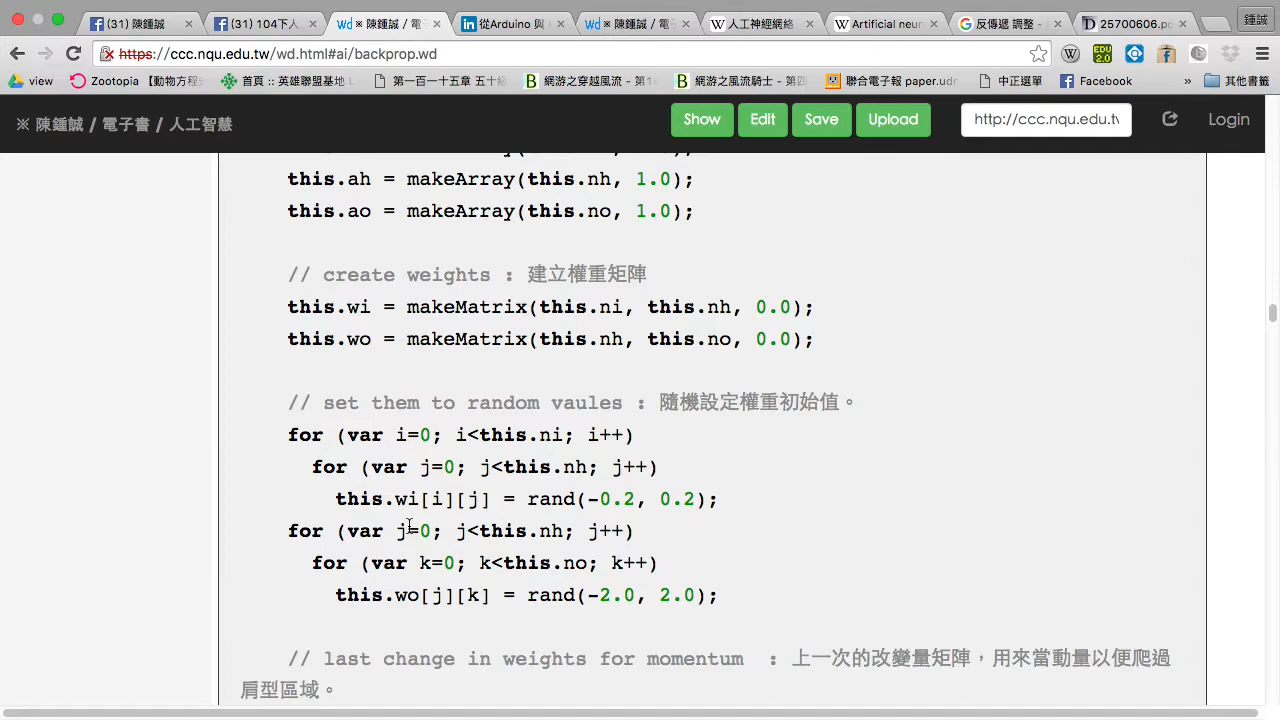 (31) 陳鍾誠
(31) 104下人
※ 陳鍾誠 / 電
從Arduino 與
※ 陳鍾誠 / 電
人工神經網絡
Artificial neur
反傳遞 調整 - G
25700606.pd
鍾誠
https://ccc.nqu.edu.tw/wd.html#ai/backprop.wd
view
Zootopia 【動物方程
首頁 :: 英雄聯盟基地
第一百一十五章 五十
網游之穿越風流 - 第1
網游之風流騎士 - 第四
聯合電子報 paper.udn
中正選單
Facebook
»
其他書籤
※ 陳鍾誠 / 電子書 / 人工智慧
Show
Edit
Save
Upload
http://ccc.nqu.edu.tv
Login
this.ah = makeArray(this.nh, 1.0);
this.ao = makeArray(this.no, 1.0);
// create weights : 建立權重矩陣
this.wi = makeMatrix(this.ni, this.nh, 0.0);
this.wo = makeMatrix(this.nh, this.no, 0.0);
// set them to random vaules : 隨機設定權重初始值。
for (var i=0; i<this.ni; i++)
for (var j=0; j<this.nh; j++)
this.wi[i][j] = rand(-0.2, 0.2);
for (var j=0; j<this.nh; j++)
for (var k=0; k<this.no; k++)
this.wo[j][k] = rand(-2.0, 2.0);
// last change in weights for momentum : 上一次的改變量矩陣，用來當動量以便爬過
肩型區域。